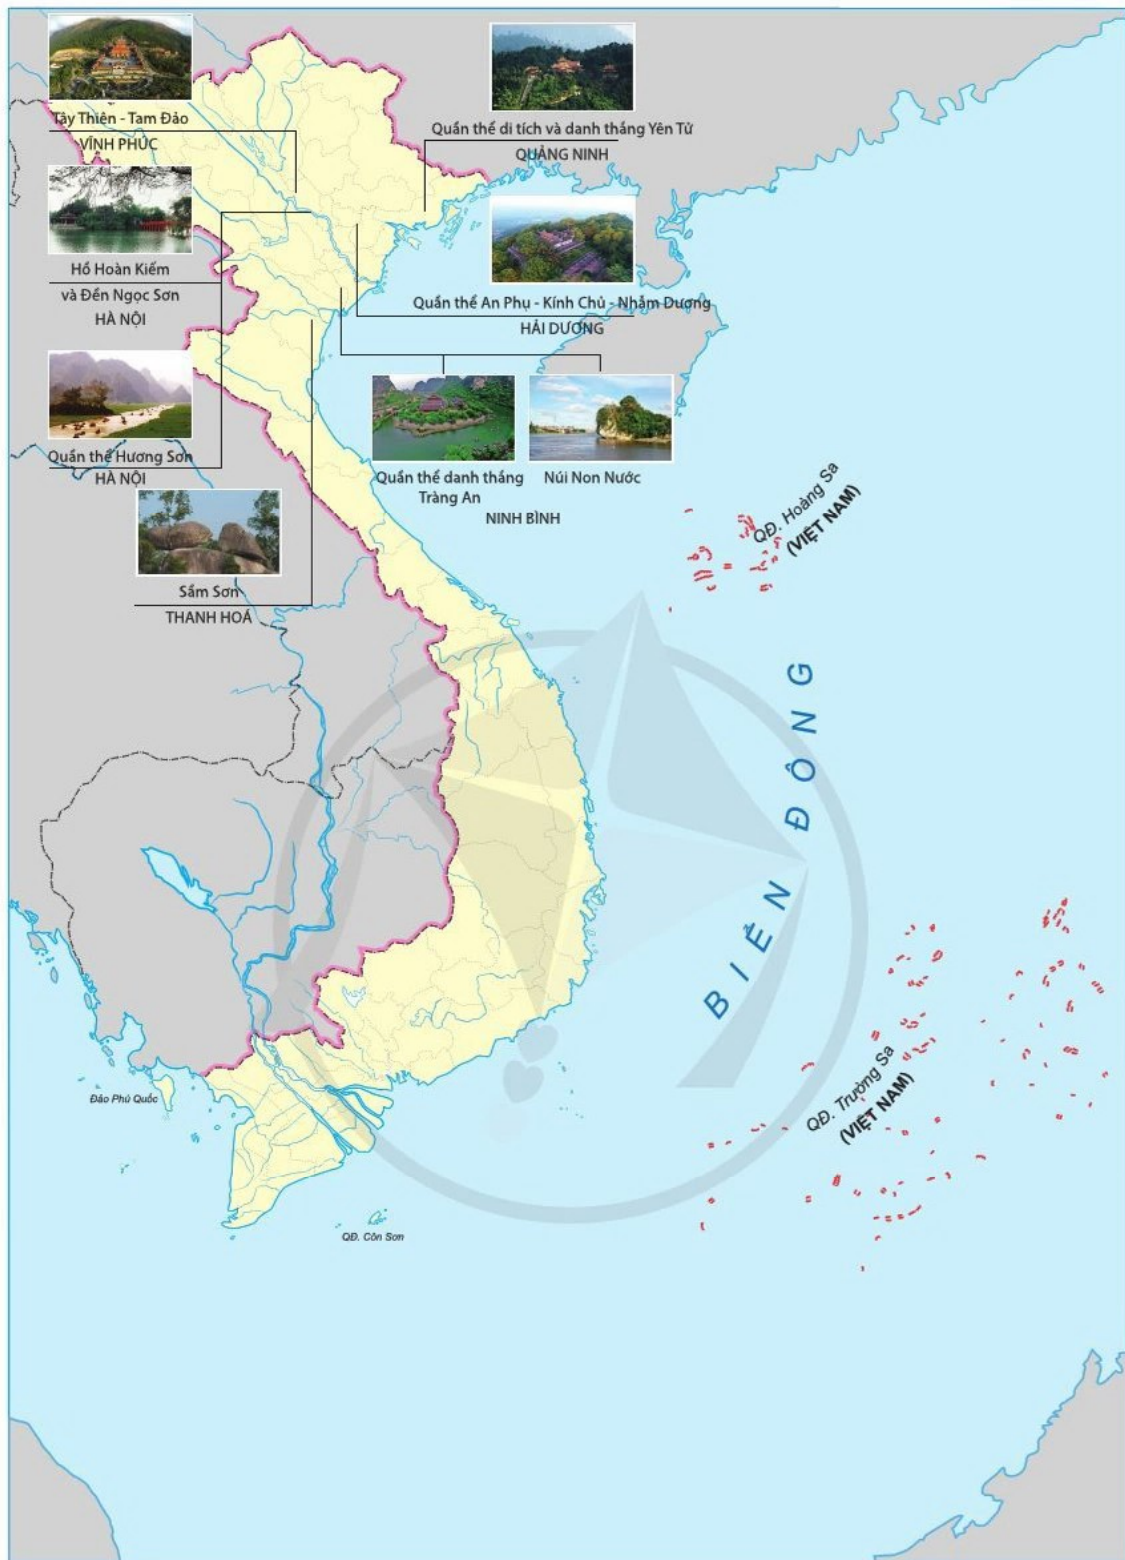 Tây Thiên - Tam Đảo
VĨNH PHÚC
Quần thể di tích và danh thắng Yên Tử
QUẢNG NINH
Hồ Hoàn Kiếm
và Đền Ngọc Sơn
HÀ NỘI
Quần thể An Phụ - Kính Chủ - Nhẫm Dương
HẢI DƯƠNG
Quần thể Hương Sơn
HÀ NỘI
Quần thể danh thắng
Tràng An
Núi Non Nước
NINH BÌNH
Sầm Sơn
THANH HOÁ
QĐ. Hoàng Sa
(VIỆT NAM)
BIỂN ĐÔNG
QĐ. Trường Sa
(VIỆT NAM)
Đảo Phú Quốc
QĐ. Côn Sơn